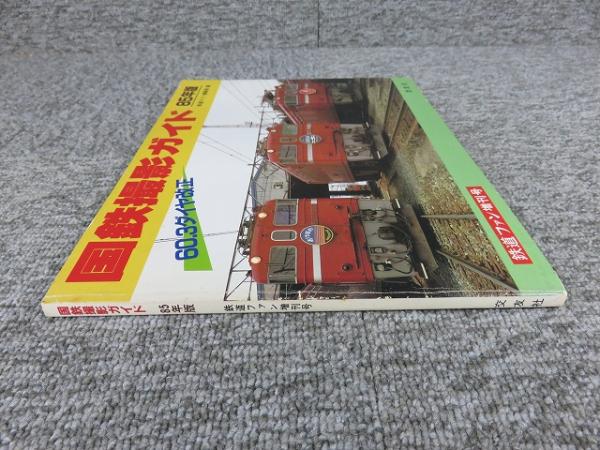 国鉄撮影ガイド 85年版
60.3ダイヤ改正
鉄道ファン増刊号
国鉄撮影ガイド 85年版 鉄道ファン増刊号 交友社